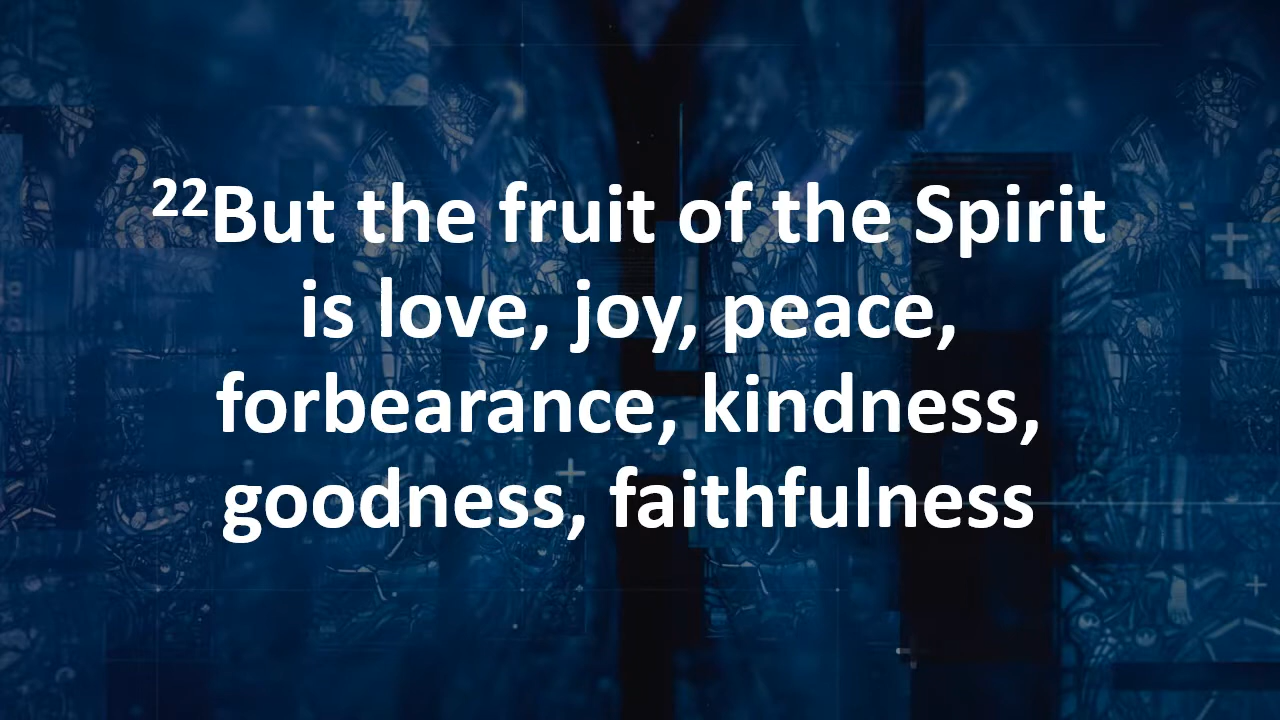 ²²But the fruit of the Spirit
is love, joy, peace,
forbearance, kindness,
goodness, faithfulness